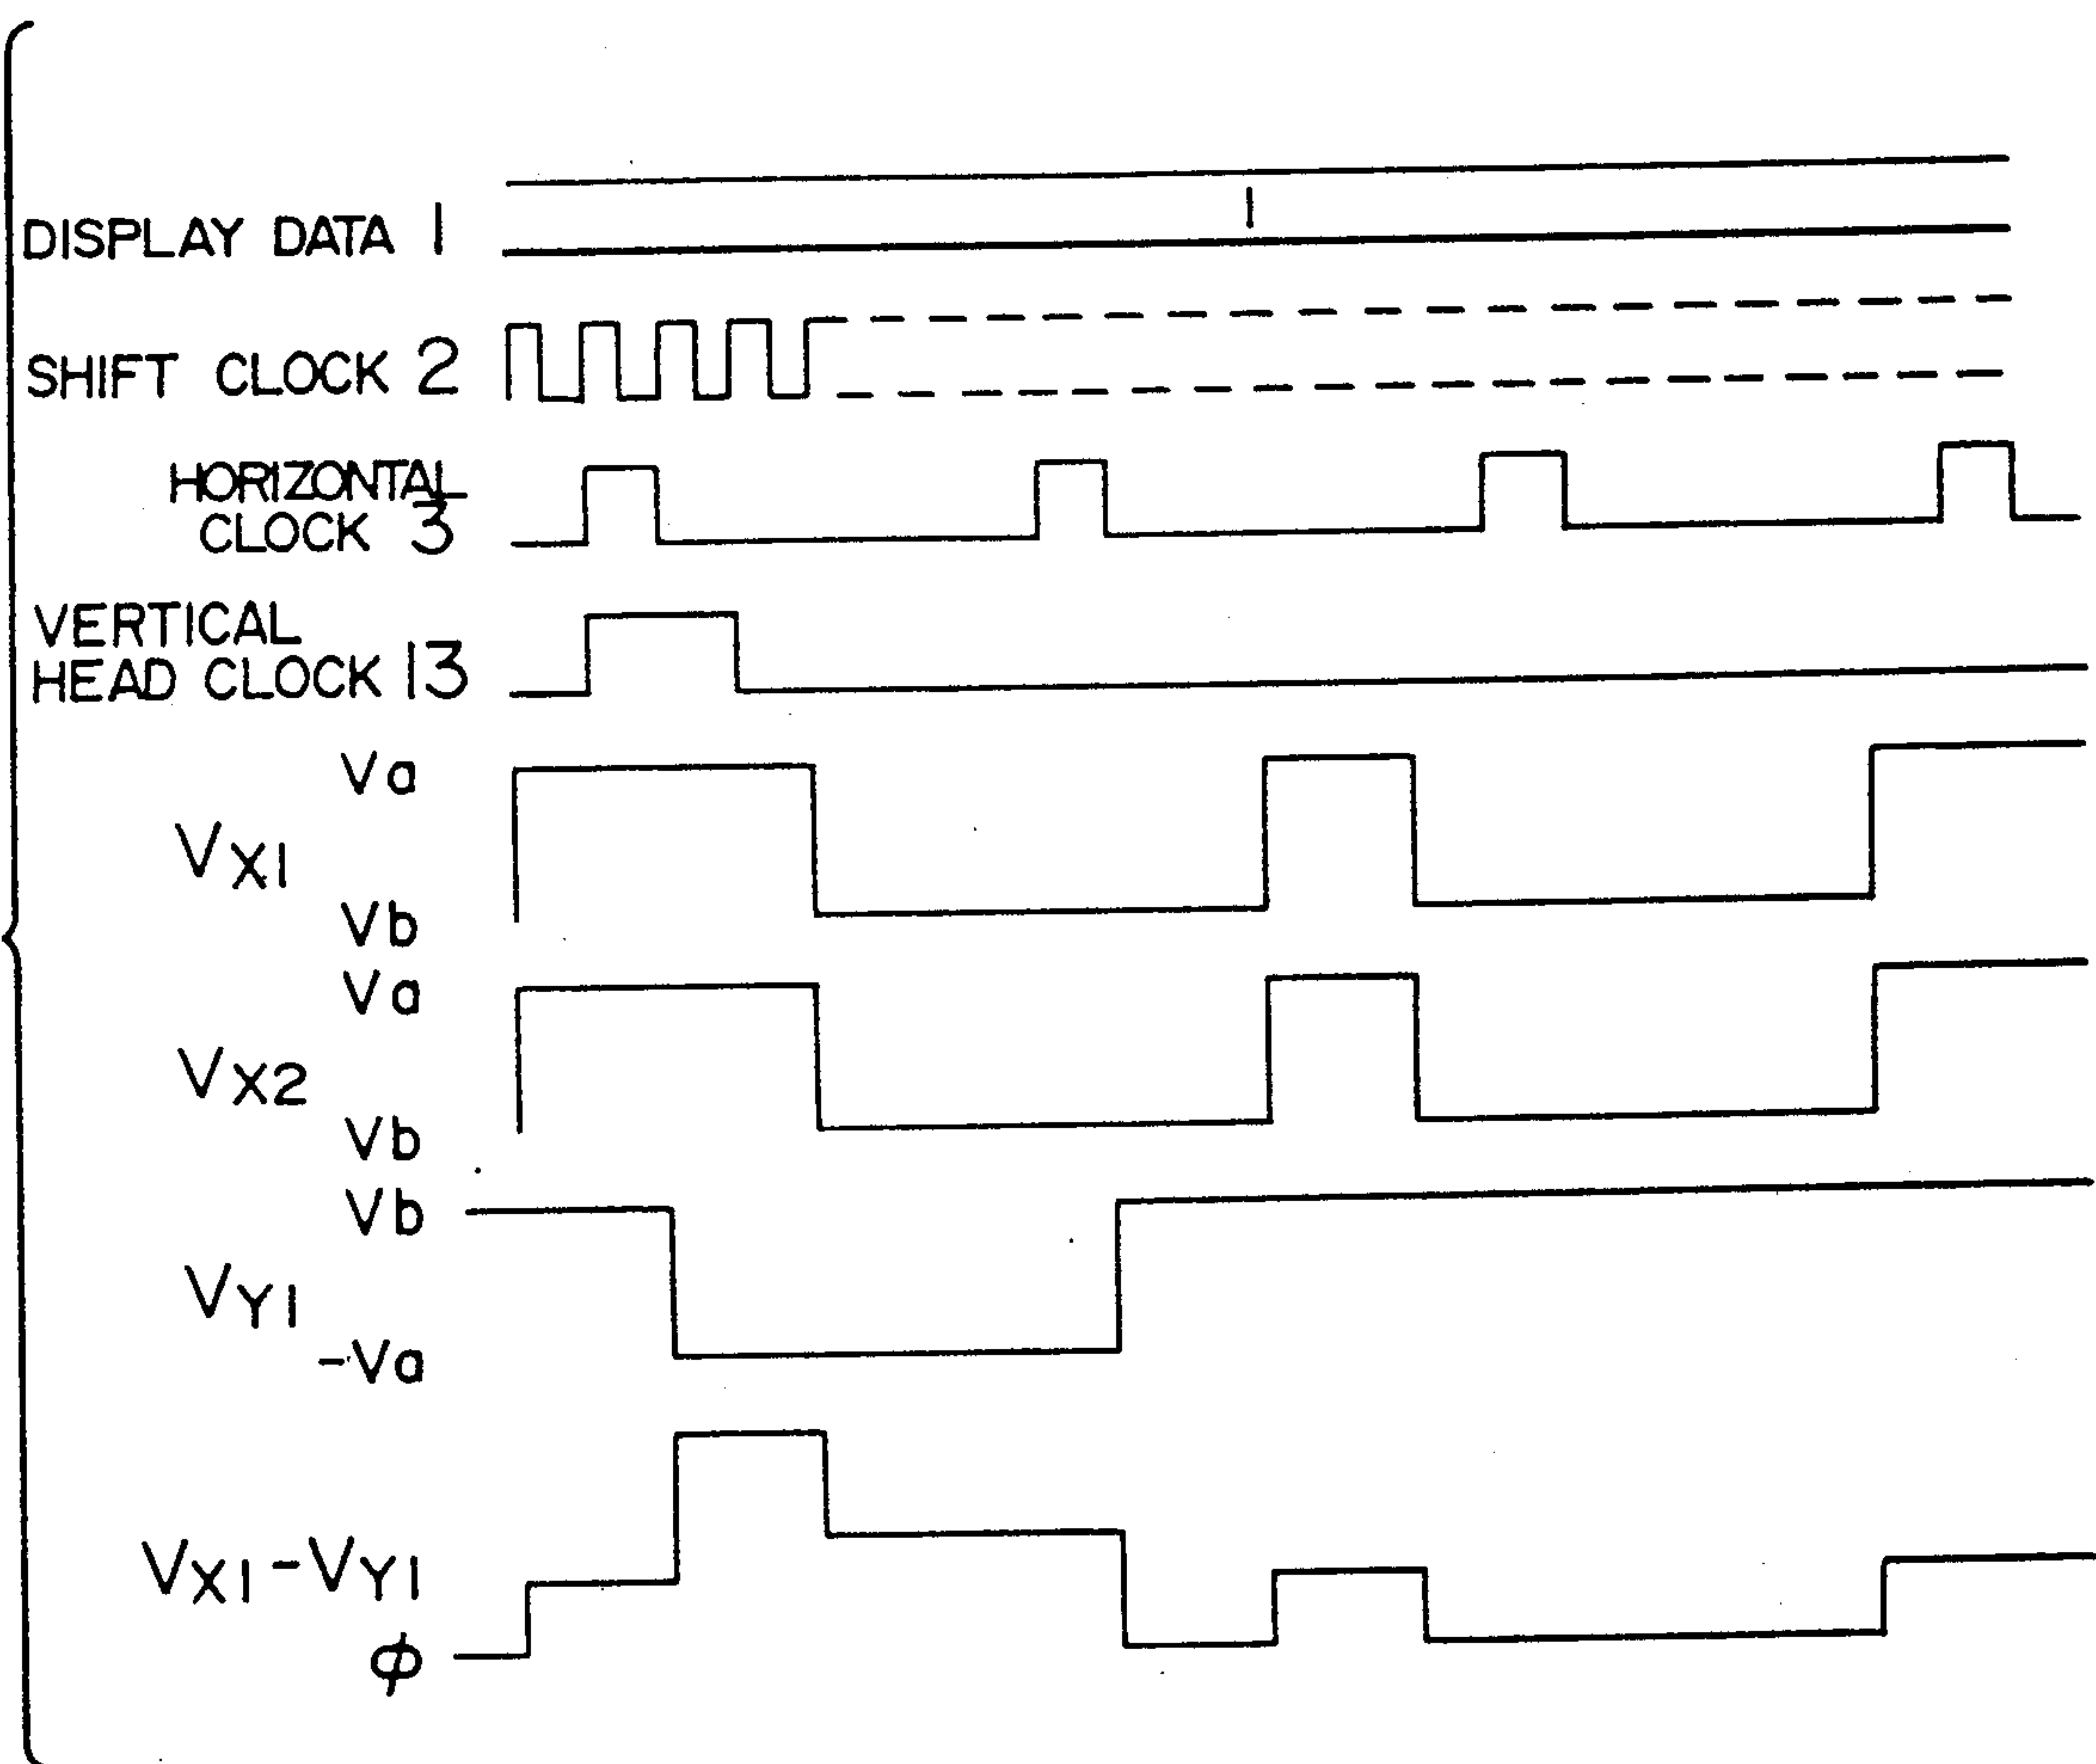 DISPLAY DATA 1
1
SHIFT CLOCK 2
HORIZONTAL
CLOCK 3
VERTICAL
HEAD CLOCK 13
Va
VX1
Vb
Va
VX2
Vb
Vb
VY1
-Va
VX1-VY1
φ